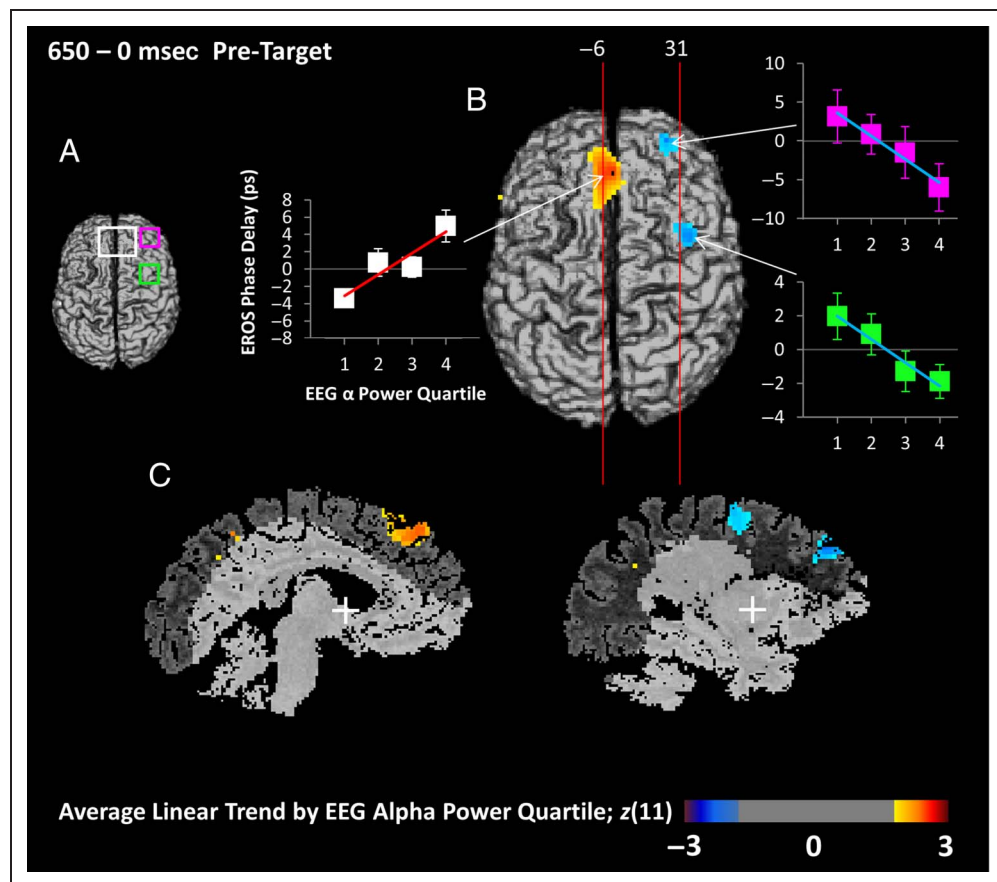 650 – 0 msec Pre-Target
–6 31
A
B
EROS Phase Delay (ps)
8
6
4
2
0
–2
–4
–6
–8
1 2 3 4
EEG α Power Quartile
10
5
0
–5
–10
1 2 3 4
4
2
0
–2
–4
1 2 3 4
C
Average Linear Trend by EEG Alpha Power Quartile; z(11)
–3 0 3